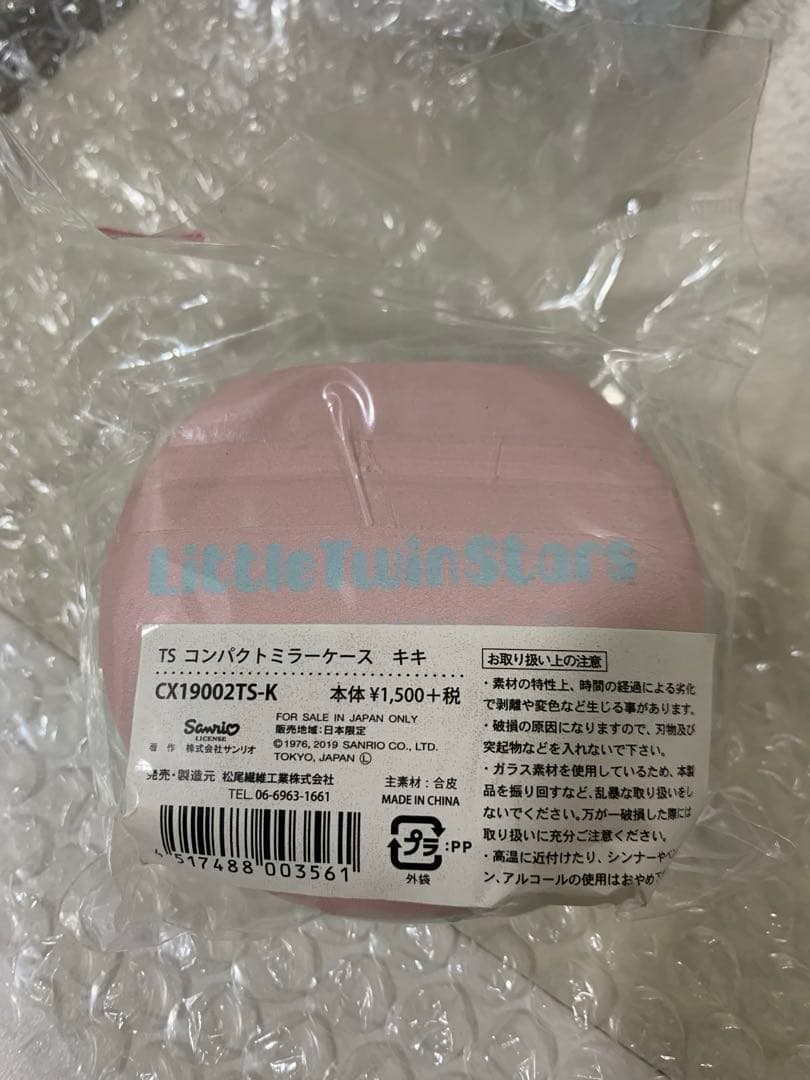 LittleTwinStars
TS コンパクトミラーケース キキ
CX19002TS-K 本体 ¥1,500+税
Sanrio
LICENSE
著作 株式会社サンリオ
FOR SALE IN JAPAN ONLY
販売地域:日本限定
©1976, 2019 SANRIO CO., LTD.
TOKYO, JAPAN Ⓛ
発売・製造元 松尾繊維工業株式会社
TEL. 06-6963-1661
主素材:合皮
MADE IN CHINA
4 517488 003561
プラ :PP
外袋
お取り扱い上の注意
・素材の特性上、時間の経過による劣化
で剥離や変色など生じる事があります。
・破損の原因になりますので、刃物及び
突起物などを入れないで下さい。
・ガラス素材を使用しているため、本製
品を振り回すなど、乱暴な取り扱いをし
ないでください。万が一破損した際には
取り扱いに充分ご注意ください。
・高温に近付けたり、シンナーやベン
ン、アルコールの使用はおやめ下